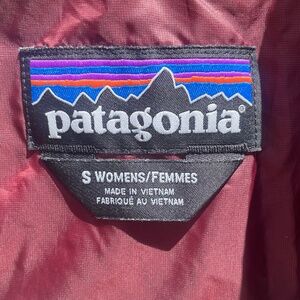 patagonia®
S WOMENS/FEMMES
MADE IN VIETNAM
FABRIQUÉ AU VIETNAM